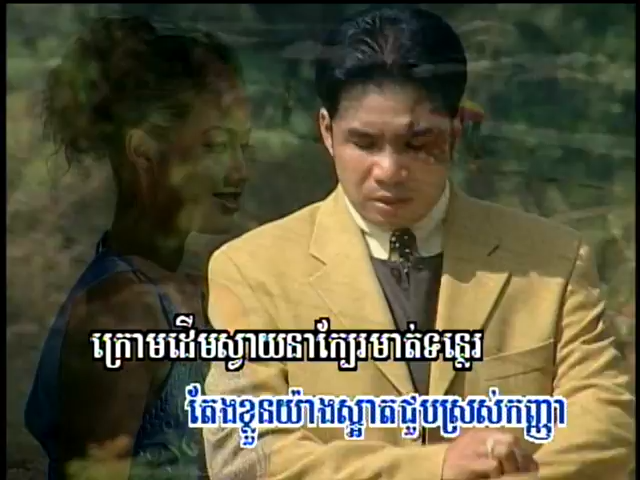 ក្រោមដើមស្វាយនាក្បែរមាត់ទន្លេរ
តែងខ្លួនយ៉ាងស្អាតជួបស្រស់កញ្ញា